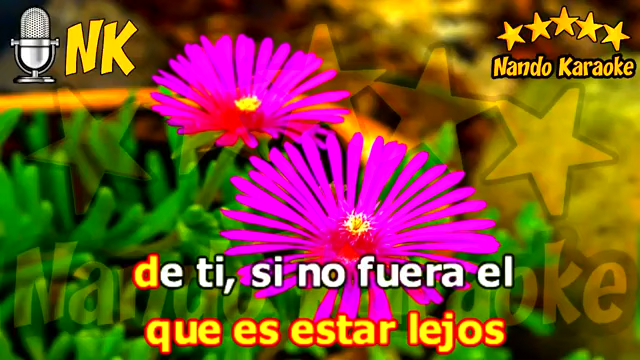 NK
Nando Karaoke
Nando Karaoke
de ti, si no fuera el
que es estar lejos